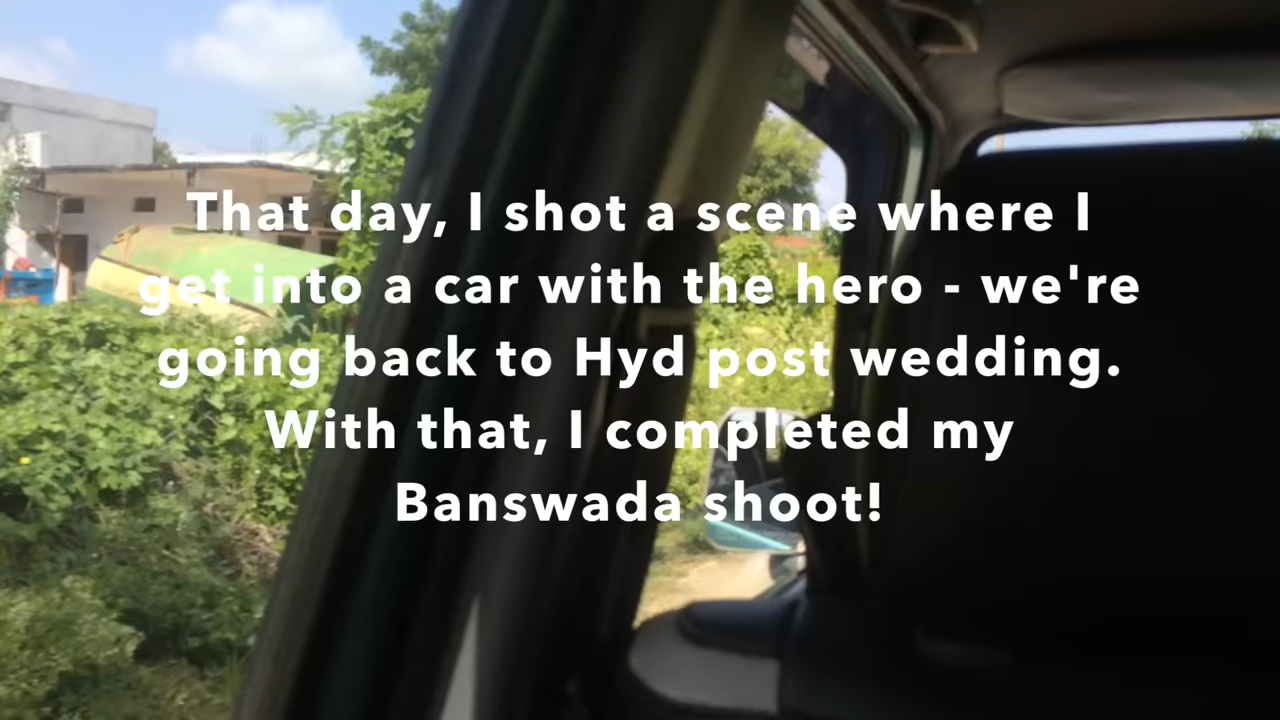 That day, I shot a scene where I
get into a car with the hero - we're
going back to Hyd post wedding.
With that, I completed my
Banswada shoot!